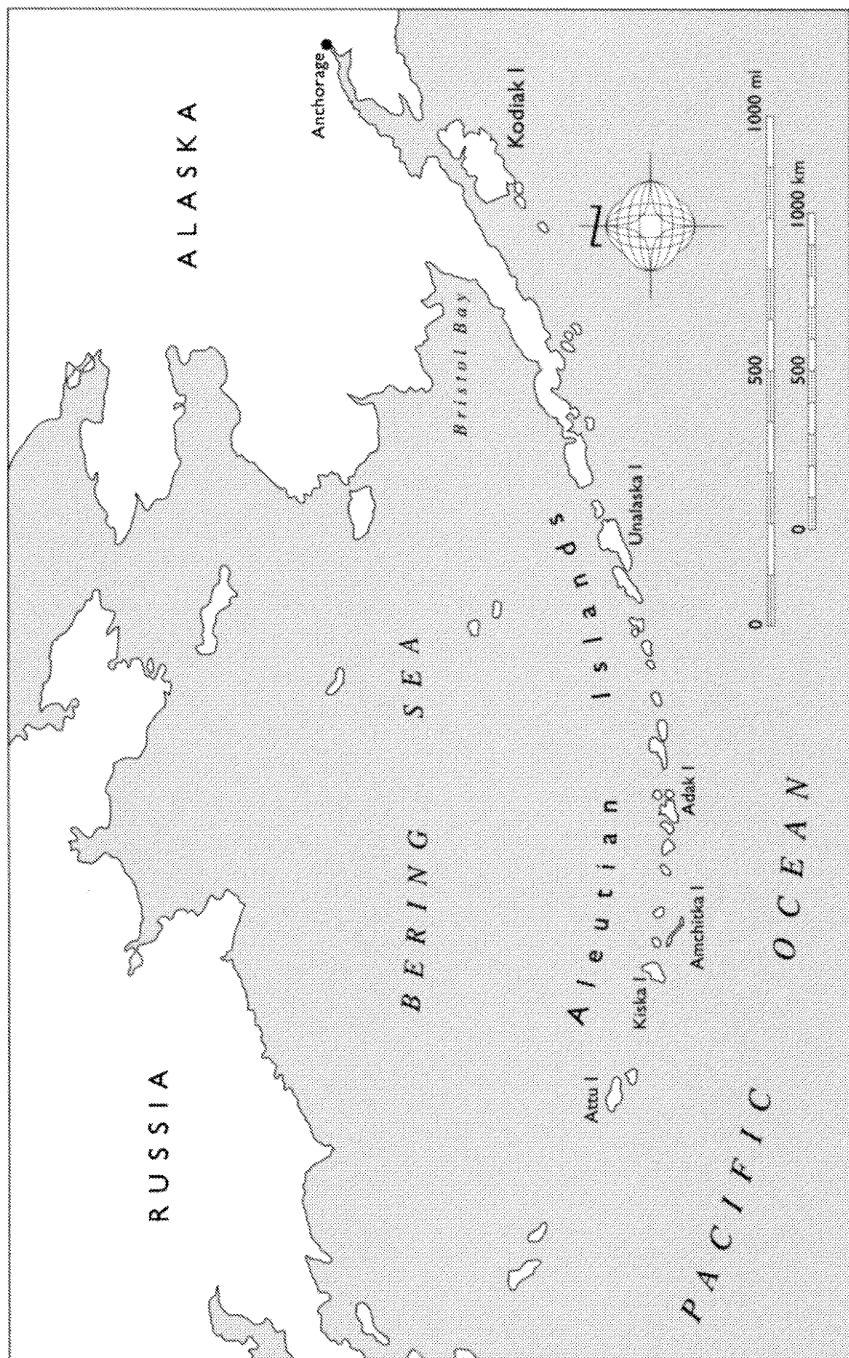 RUSSIA
ALASKA
Anchorage
BERING SEA
Bristol Bay
Kodiak I
Aleutian Islands
Attu I
Kiska I
Amchitka I
Adak I
Unalaska I
PACIFIC OCEAN
N
0 500 1000 mi
0 500 1000 km